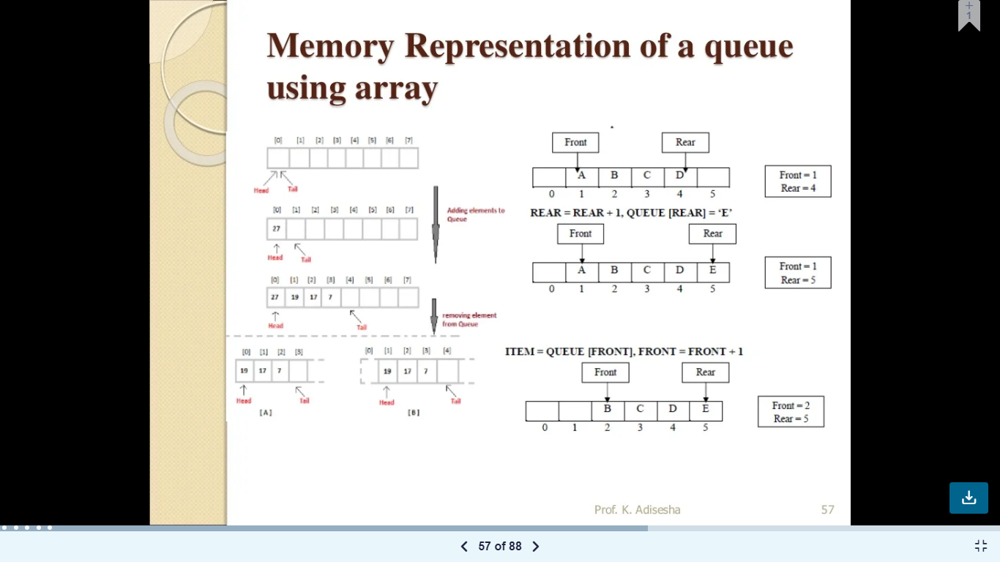 +
1
Memory Representation of a queue
using array
[0] [1] [2] [3] [4] [5] [6] [7]
Head Tail
[0] [1] [2] [3] [4] [5] [6] [7]
27
Head Tail
Adding elements to
Queue
[0] [1] [2] [3] [4] [5] [6] [7]
27 19 17 7
Head Tail
removing element
from Queue
[0] [1] [2] [3]
19 17 7
Head Tail
[A]
[0] [1] [2] [3] [4]
19 17 7
Head Tail
[B]
Front Rear
A B C D
0 1 2 3 4 5
Front = 1
Rear = 4
REAR = REAR + 1, QUEUE [REAR] = ‘E’
Front Rear
A B C D E
0 1 2 3 4 5
Front = 1
Rear = 5
ITEM = QUEUE [FRONT], FRONT = FRONT + 1
Front Rear
B C D E
0 1 2 3 4 5
Front = 2
Rear = 5
Prof. K. Adisesha 57
57 of 88